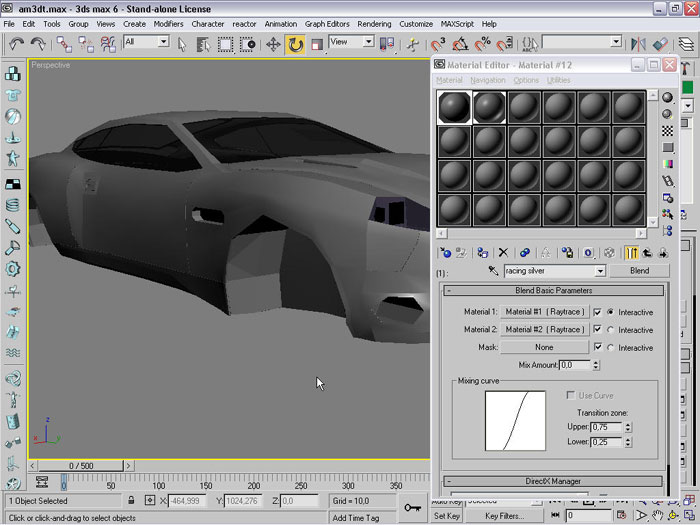 am3dt.max - 3ds max 6 - Stand-alone License
File Edit Tools Group Views Create Modifiers Character reactor Animation Graph Editors Rendering Customize MAXScript Help
All
View
Perspective
Material Editor - Material #12
Material Navigation Options Utilities
(1):
racing silver
Blend
- Blend Basic Parameters
Material 1: Material #1 ( Raytrace ) Interactive
Material 2: Material #2 ( Raytrace ) Interactive
Mask: None Interactive
Mix Amount: 0,0
Mixing curve
Use Curve
Transition zone:
Upper: 0,75
Lower: 0,25
- DirectX Manager
z
x
y
0 / 500
0 50 100 150 200 250 300 350
1 Object Selected X: -464,999 Y: 1024,276 Z: 0,0 Grid = 10,0
Click or click-and-drag to select objects Add Time Tag
Set Key Key Filters... 0